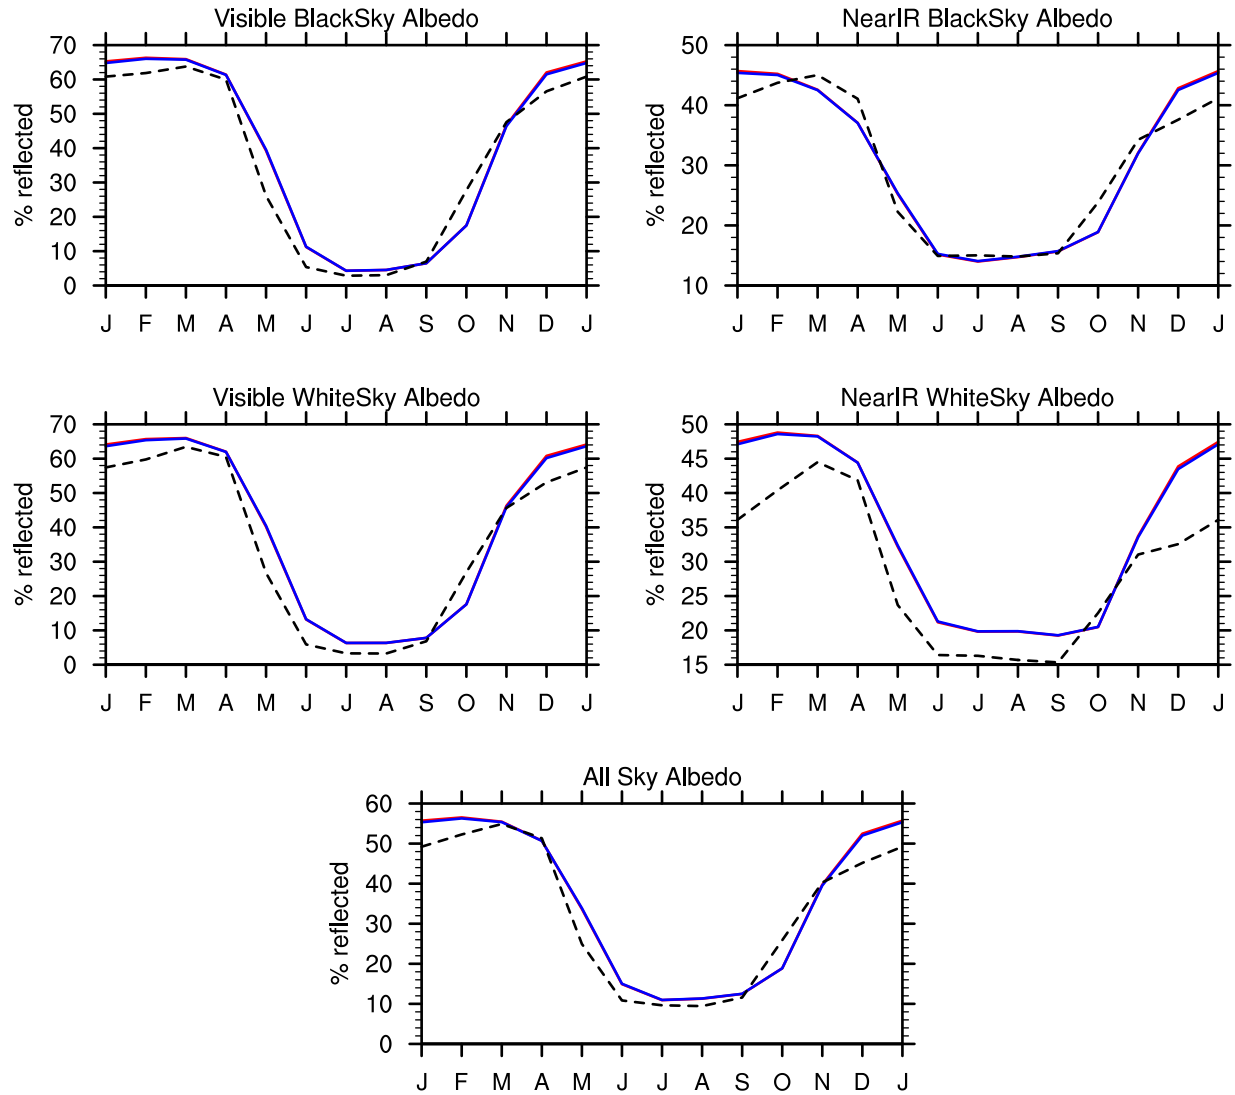 Visible BlackSky Albedo
% reflected
70
60
50
40
30
20
10
0
J F M A M J J A S O N D J
NearIR BlackSky Albedo
% reflected
50
40
30
20
10
J F M A M J J A S O N D J
Visible WhiteSky Albedo
% reflected
70
60
50
40
30
20
10
0
J F M A M J J A S O N D J
NearIR WhiteSky Albedo
% reflected
50
45
40
35
30
25
20
15
J F M A M J J A S O N D J
All Sky Albedo
% reflected
60
50
40
30
20
10
0
J F M A M J J A S O N D J